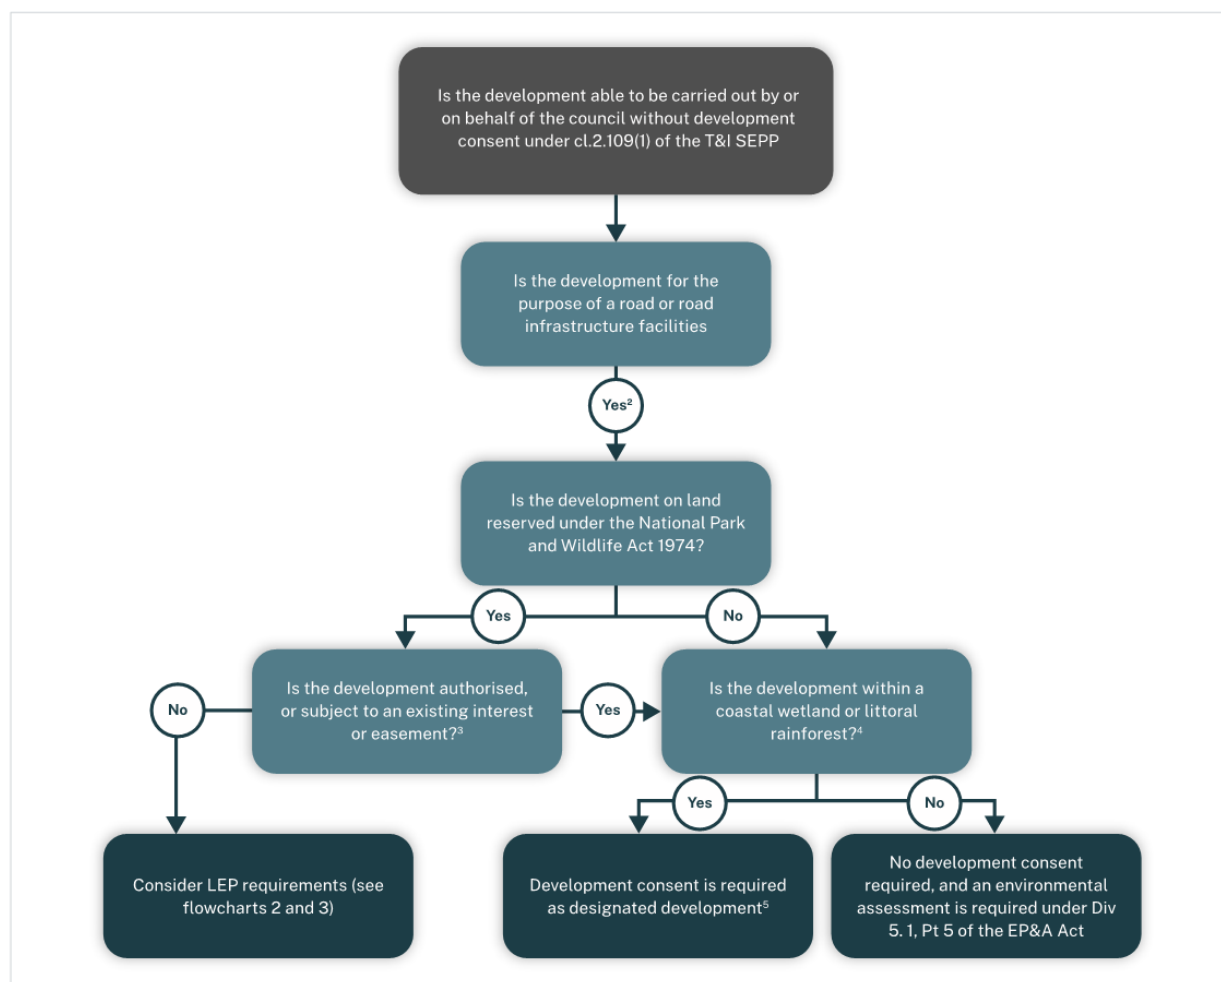 Is the development able to be carried out by or
on behalf of the council without development
consent under cl.2.109(1) of the T&I SEPP
Is the development for the
purpose of a road or road
infrastructure facilities
Yes²
Is the development on land
reserved under the National Park
and Wildlife Act 1974?
Yes
No
Is the development authorised,
or subject to an existing interest
or easement?³
No
Yes
Is the development within a
coastal wetland or littoral
rainforest?⁴
Yes
No
Consider LEP requirements (see
flowcharts 2 and 3)
Development consent is required
as designated development⁵
No development consent
required, and an environmental
assessment is required under Div
5. 1, Pt 5 of the EP&A Act